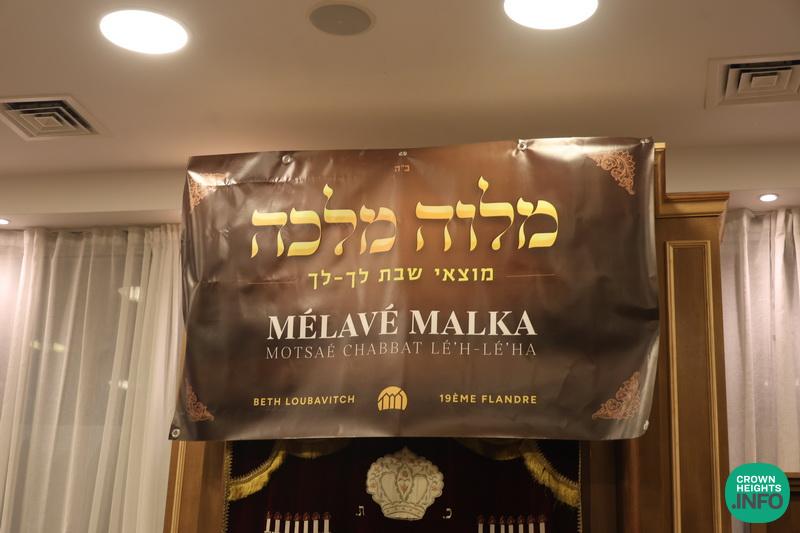 ב"ה
מלוה מלכה
מוצאי שבת לך-לך
MÉLAVÉ MALKA
MOTSAÉ CHABBAT LÉ'H-LÉ'HA
BETH LOUBAVITCH
19ÈME FLANDRE
כ.
ת.
CROWN
HEIGHTS
.INFO